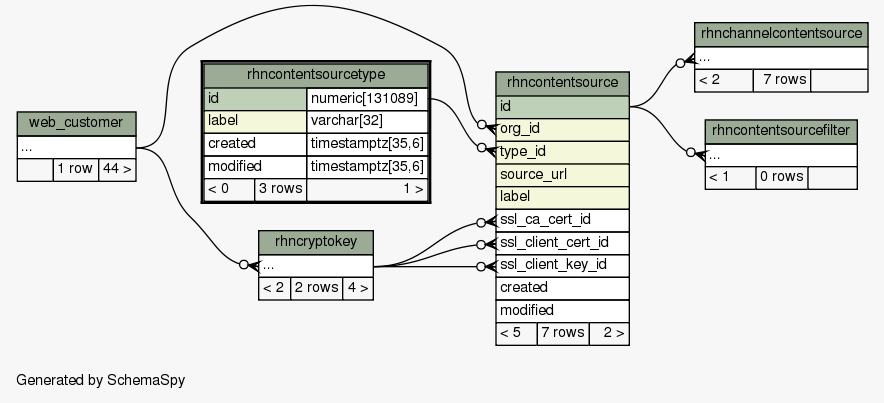 rhnchannelcontentsource
...
< 2 7 rows
rhncontentsourcetype
id numeric[131089]
label varchar[32]
created timestamptz[35,6]
modified timestamptz[35,6]
< 0 3 rows 1 >
rhncontentsource
id
org_id
type_id
source_url
label
ssl_ca_cert_id
ssl_client_cert_id
ssl_client_key_id
created
modified
< 5 7 rows 2 >
web_customer
...
1 row 44 >
rhncontentsourcefilter
...
< 1 0 rows
rhncryptokey
...
< 2 2 rows 4 >
Generated by SchemaSpy